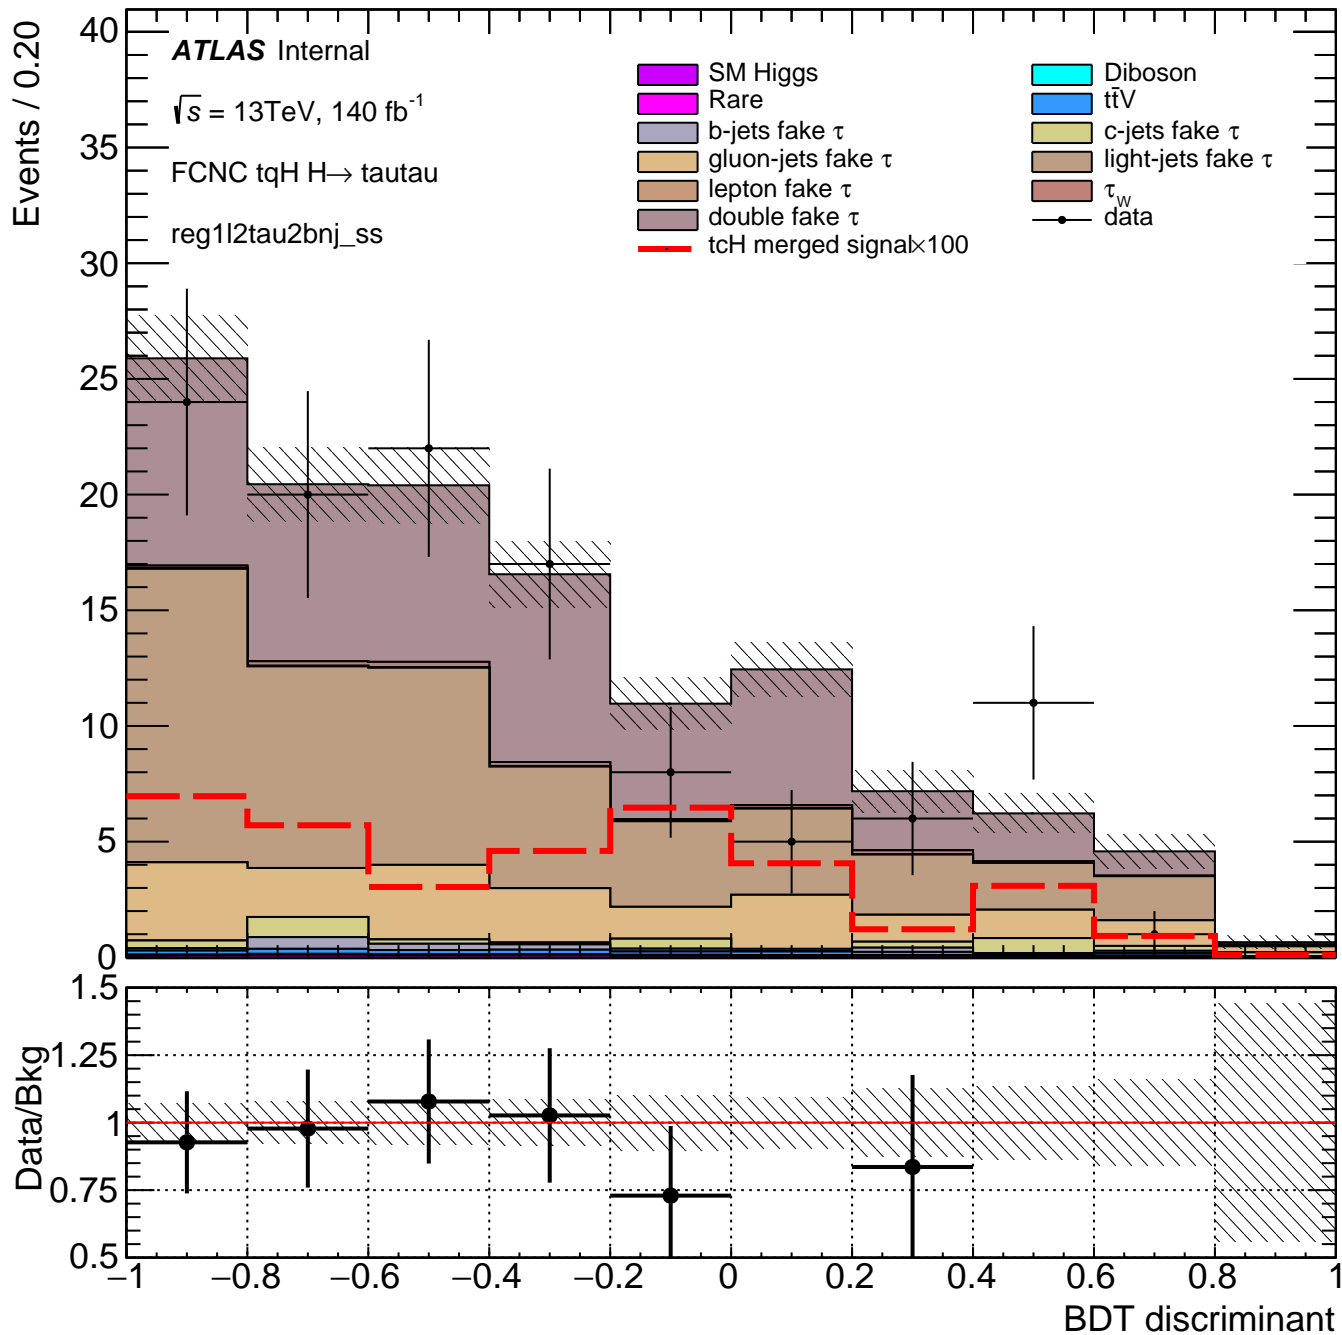 Events / 0.20
40
35
30
25
20
15
10
5
0
ATLAS Internal
√s = 13TeV, 140 fb⁻¹
FCNC tqH H→ tautau
reg1l2tau2bnj_ss
SM Higgs
Rare
b-jets fake τ
gluon-jets fake τ
lepton fake τ
double fake τ
tcH merged signal×100
Diboson
tt̄V
c-jets fake τ
light-jets fake τ
τ_W
data
Data/Bkg
1.5
1.25
1
0.75
0.5
−1 −0.8 −0.6 −0.4 −0.2 0 0.2 0.4 0.6 0.8 1
BDT discriminant